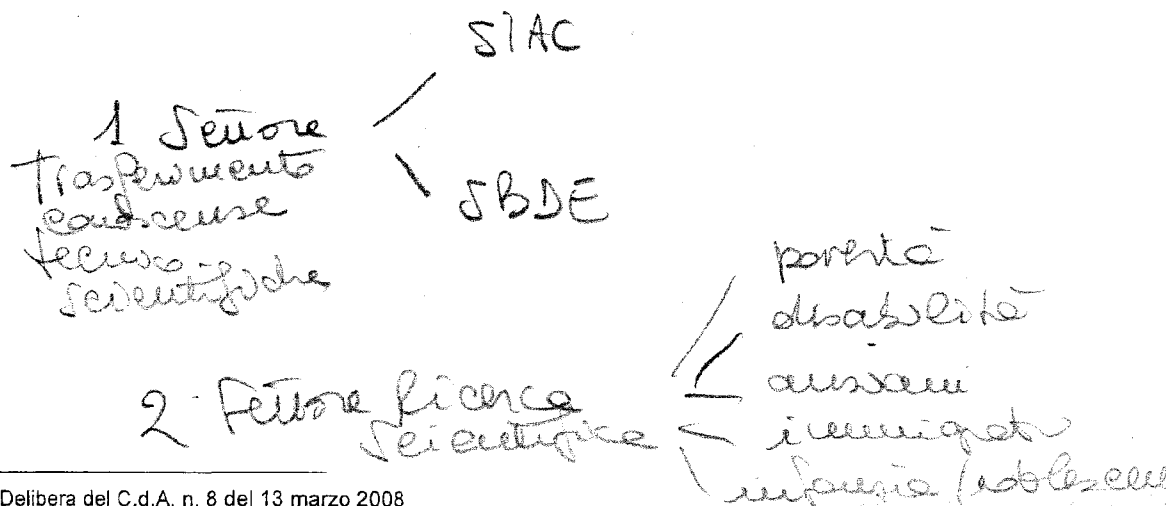 SIAC
1 Settore
Trasferimento
conoscenze
tecnico-
scientifiche
SBDE
povertà
disabilità
anziani
2 Settore Ricerca
Scientifica
immigrati
infanzia / adolescen
Delibera del C.d.A. n. 8 del 13 marzo 2008